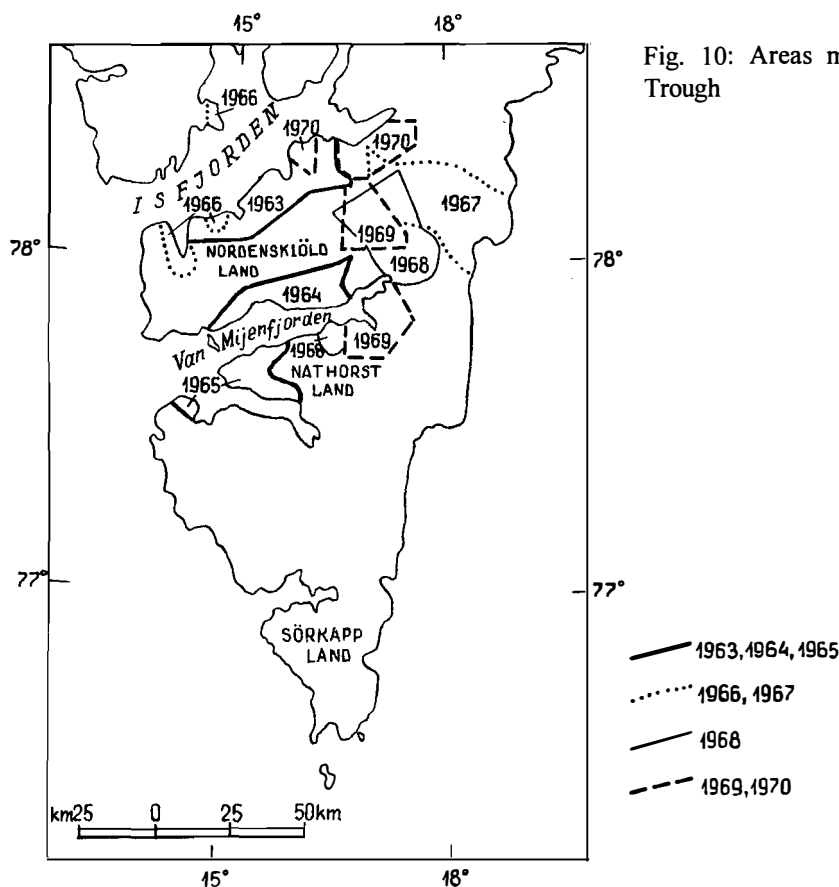 15°
18°
Fig. 10: Areas m
Trough
1966
1970
1970
ISFJORDEN
1966
1963
1967
1969
78°
NORDENSKIÖLD
LAND
1968
78°
1964
Van Mijenfjorden
1968
1969
NATHORST
LAND
1965
77°
77°
SÖRKAPP
LAND
1963, 1964, 1965
1966, 1967
1968
1969, 1970
km25 0 25 50km
15°
18°